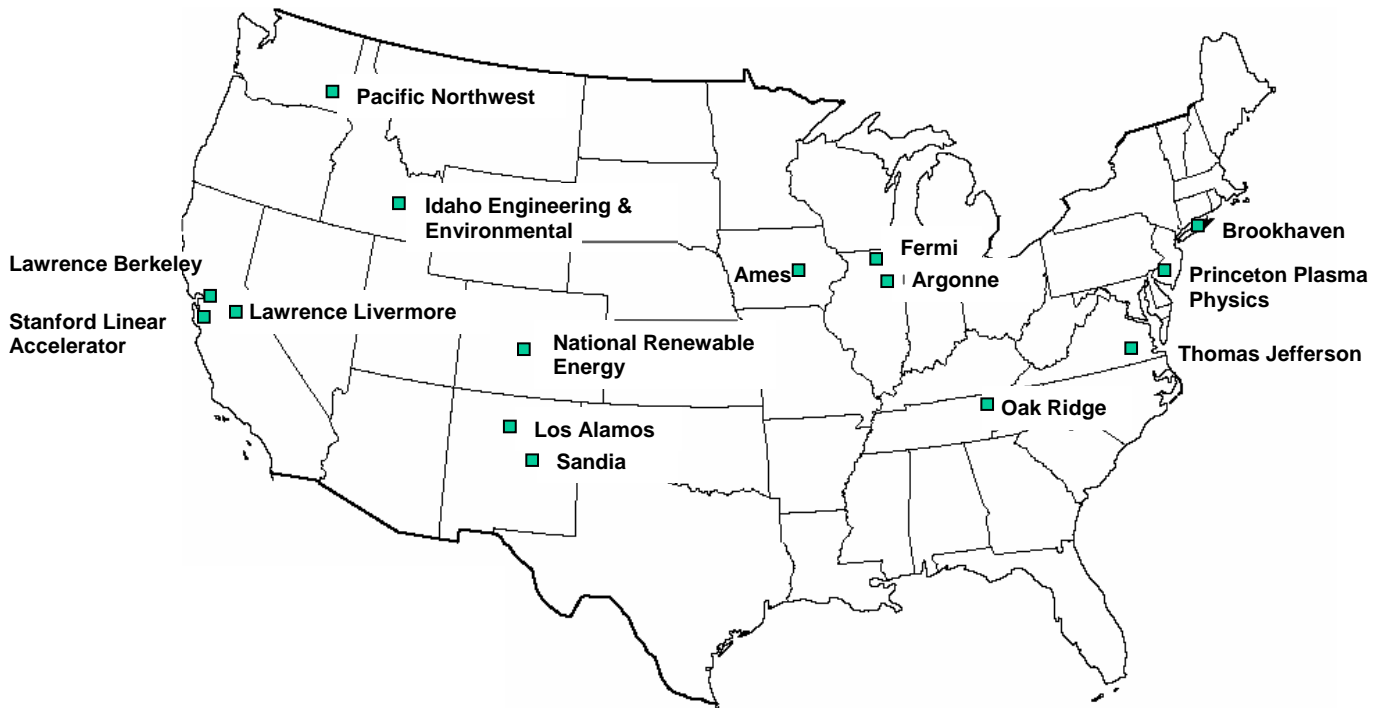 Pacific Northwest
Idaho Engineering &
Environmental
Lawrence Berkeley
Lawrence Livermore
Stanford Linear
Accelerator
National Renewable
Energy
Los Alamos
Sandia
Ames
Fermi
Argonne
Oak Ridge
Brookhaven
Princeton Plasma
Physics
Thomas Jefferson